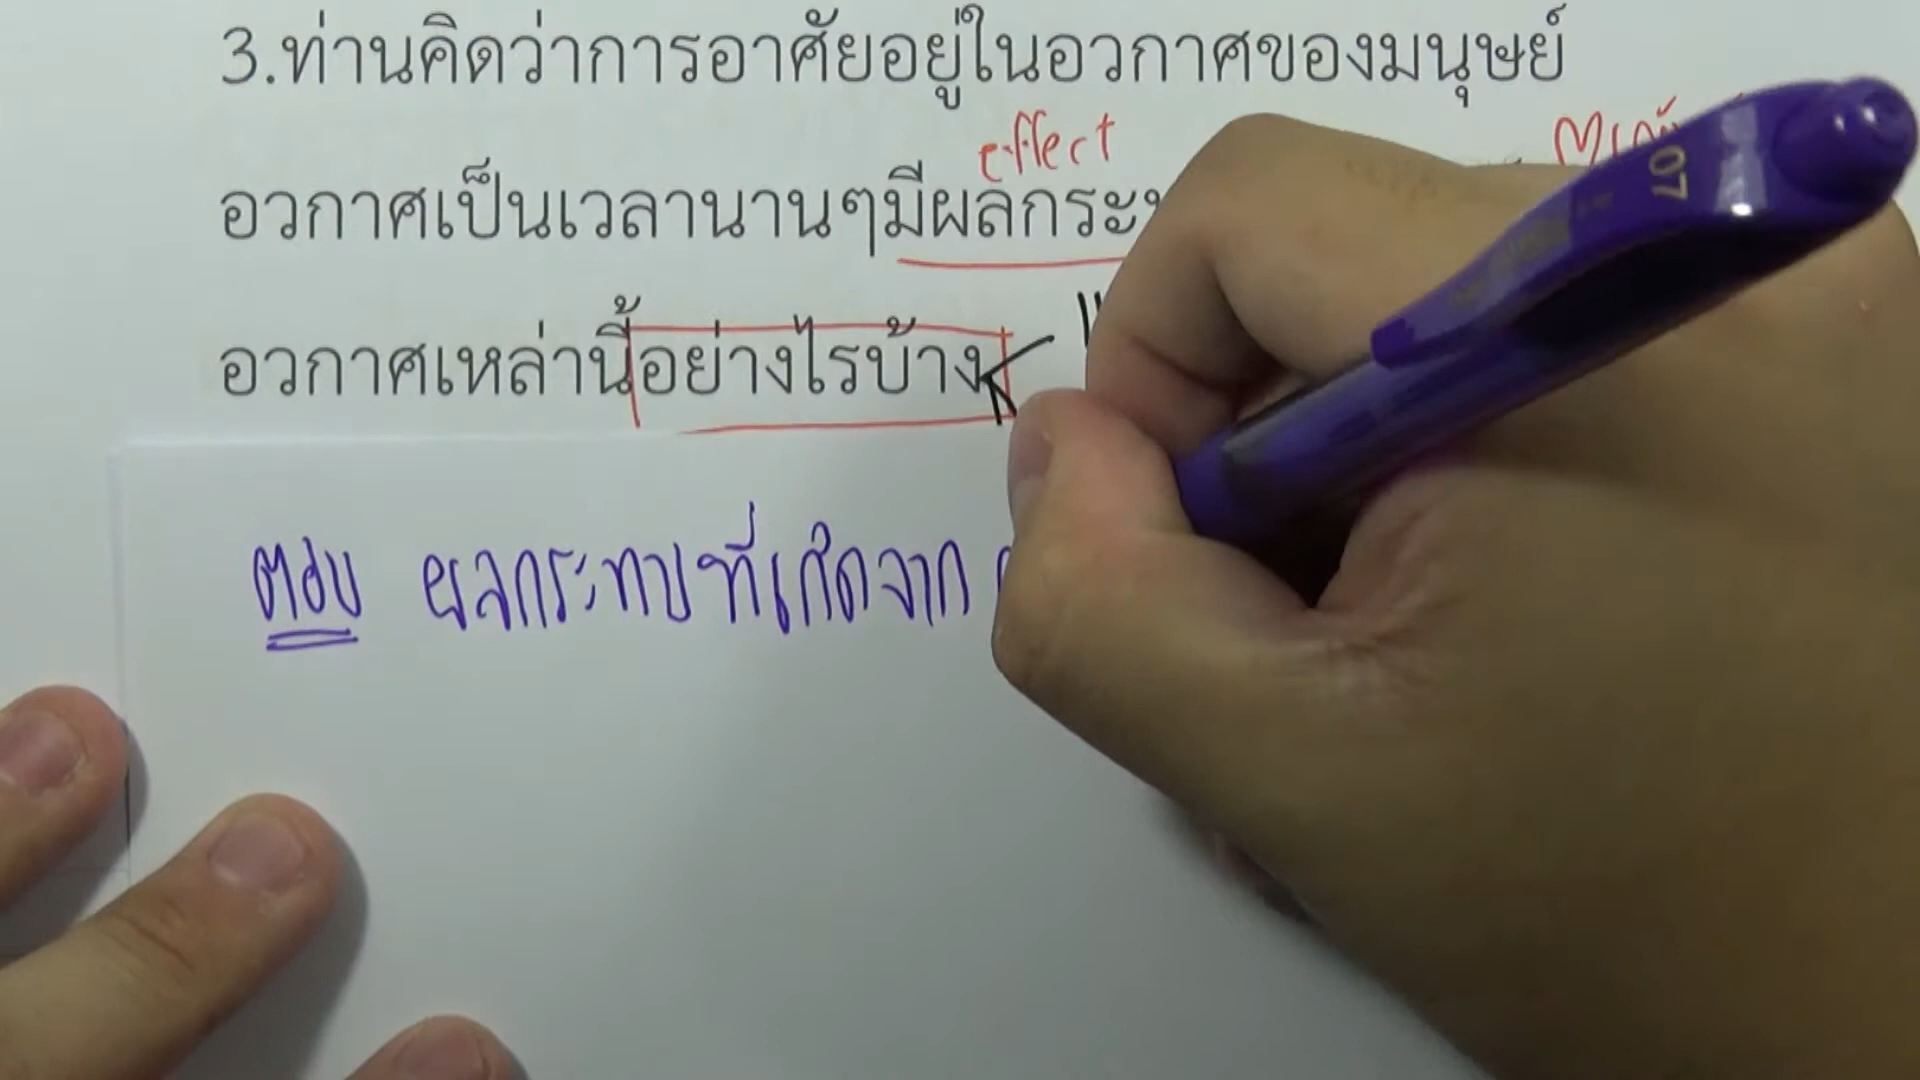 3.ท่านคิดว่าการอาศัยอยู่ในอวกาศของมนุษย์
effect
อวกาศเป็นเวลานานๆมีผลกระ
อวกาศเหล่านี้อย่างไรบ้าง
ตอบ ผลกระทบที่เกิดจาก
07